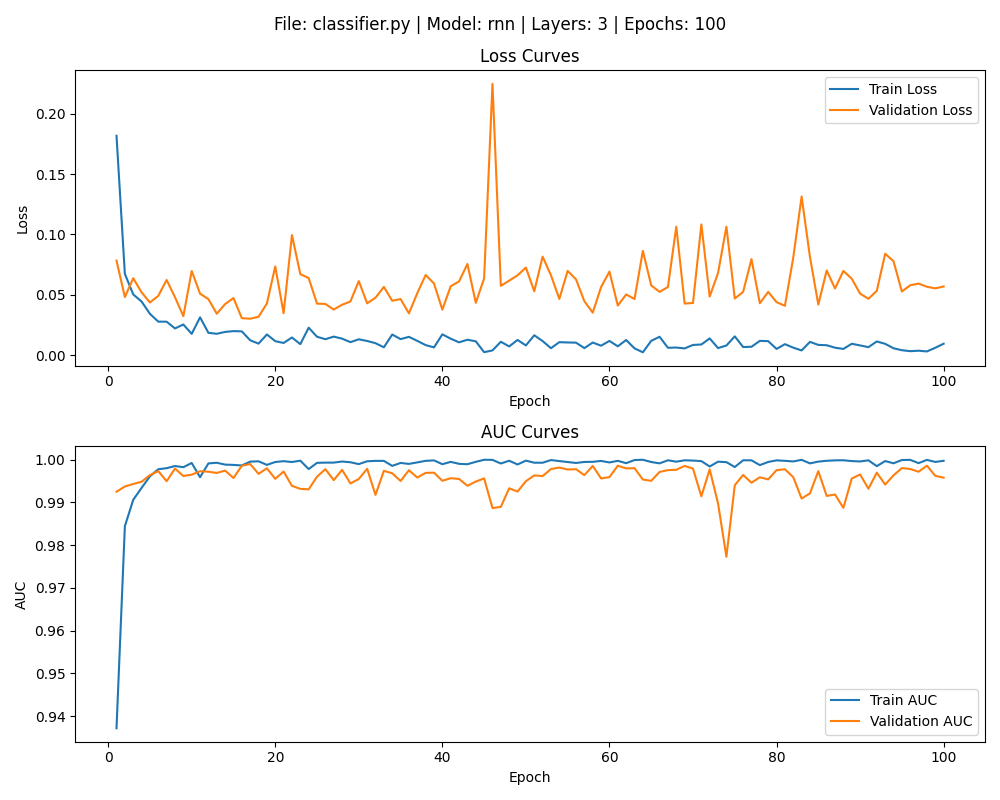 File: classifier.py | Model: rnn | Layers: 3 | Epochs: 100
Loss Curves
Train Loss
Validation Loss
0.20
0.15
0.10
0.05
0.00
Loss
0 20 40 60 80 100
Epoch
AUC Curves
1.00
0.99
0.98
0.97
0.96
0.95
0.94
AUC
Train AUC
Validation AUC
0 20 40 60 80 100
Epoch